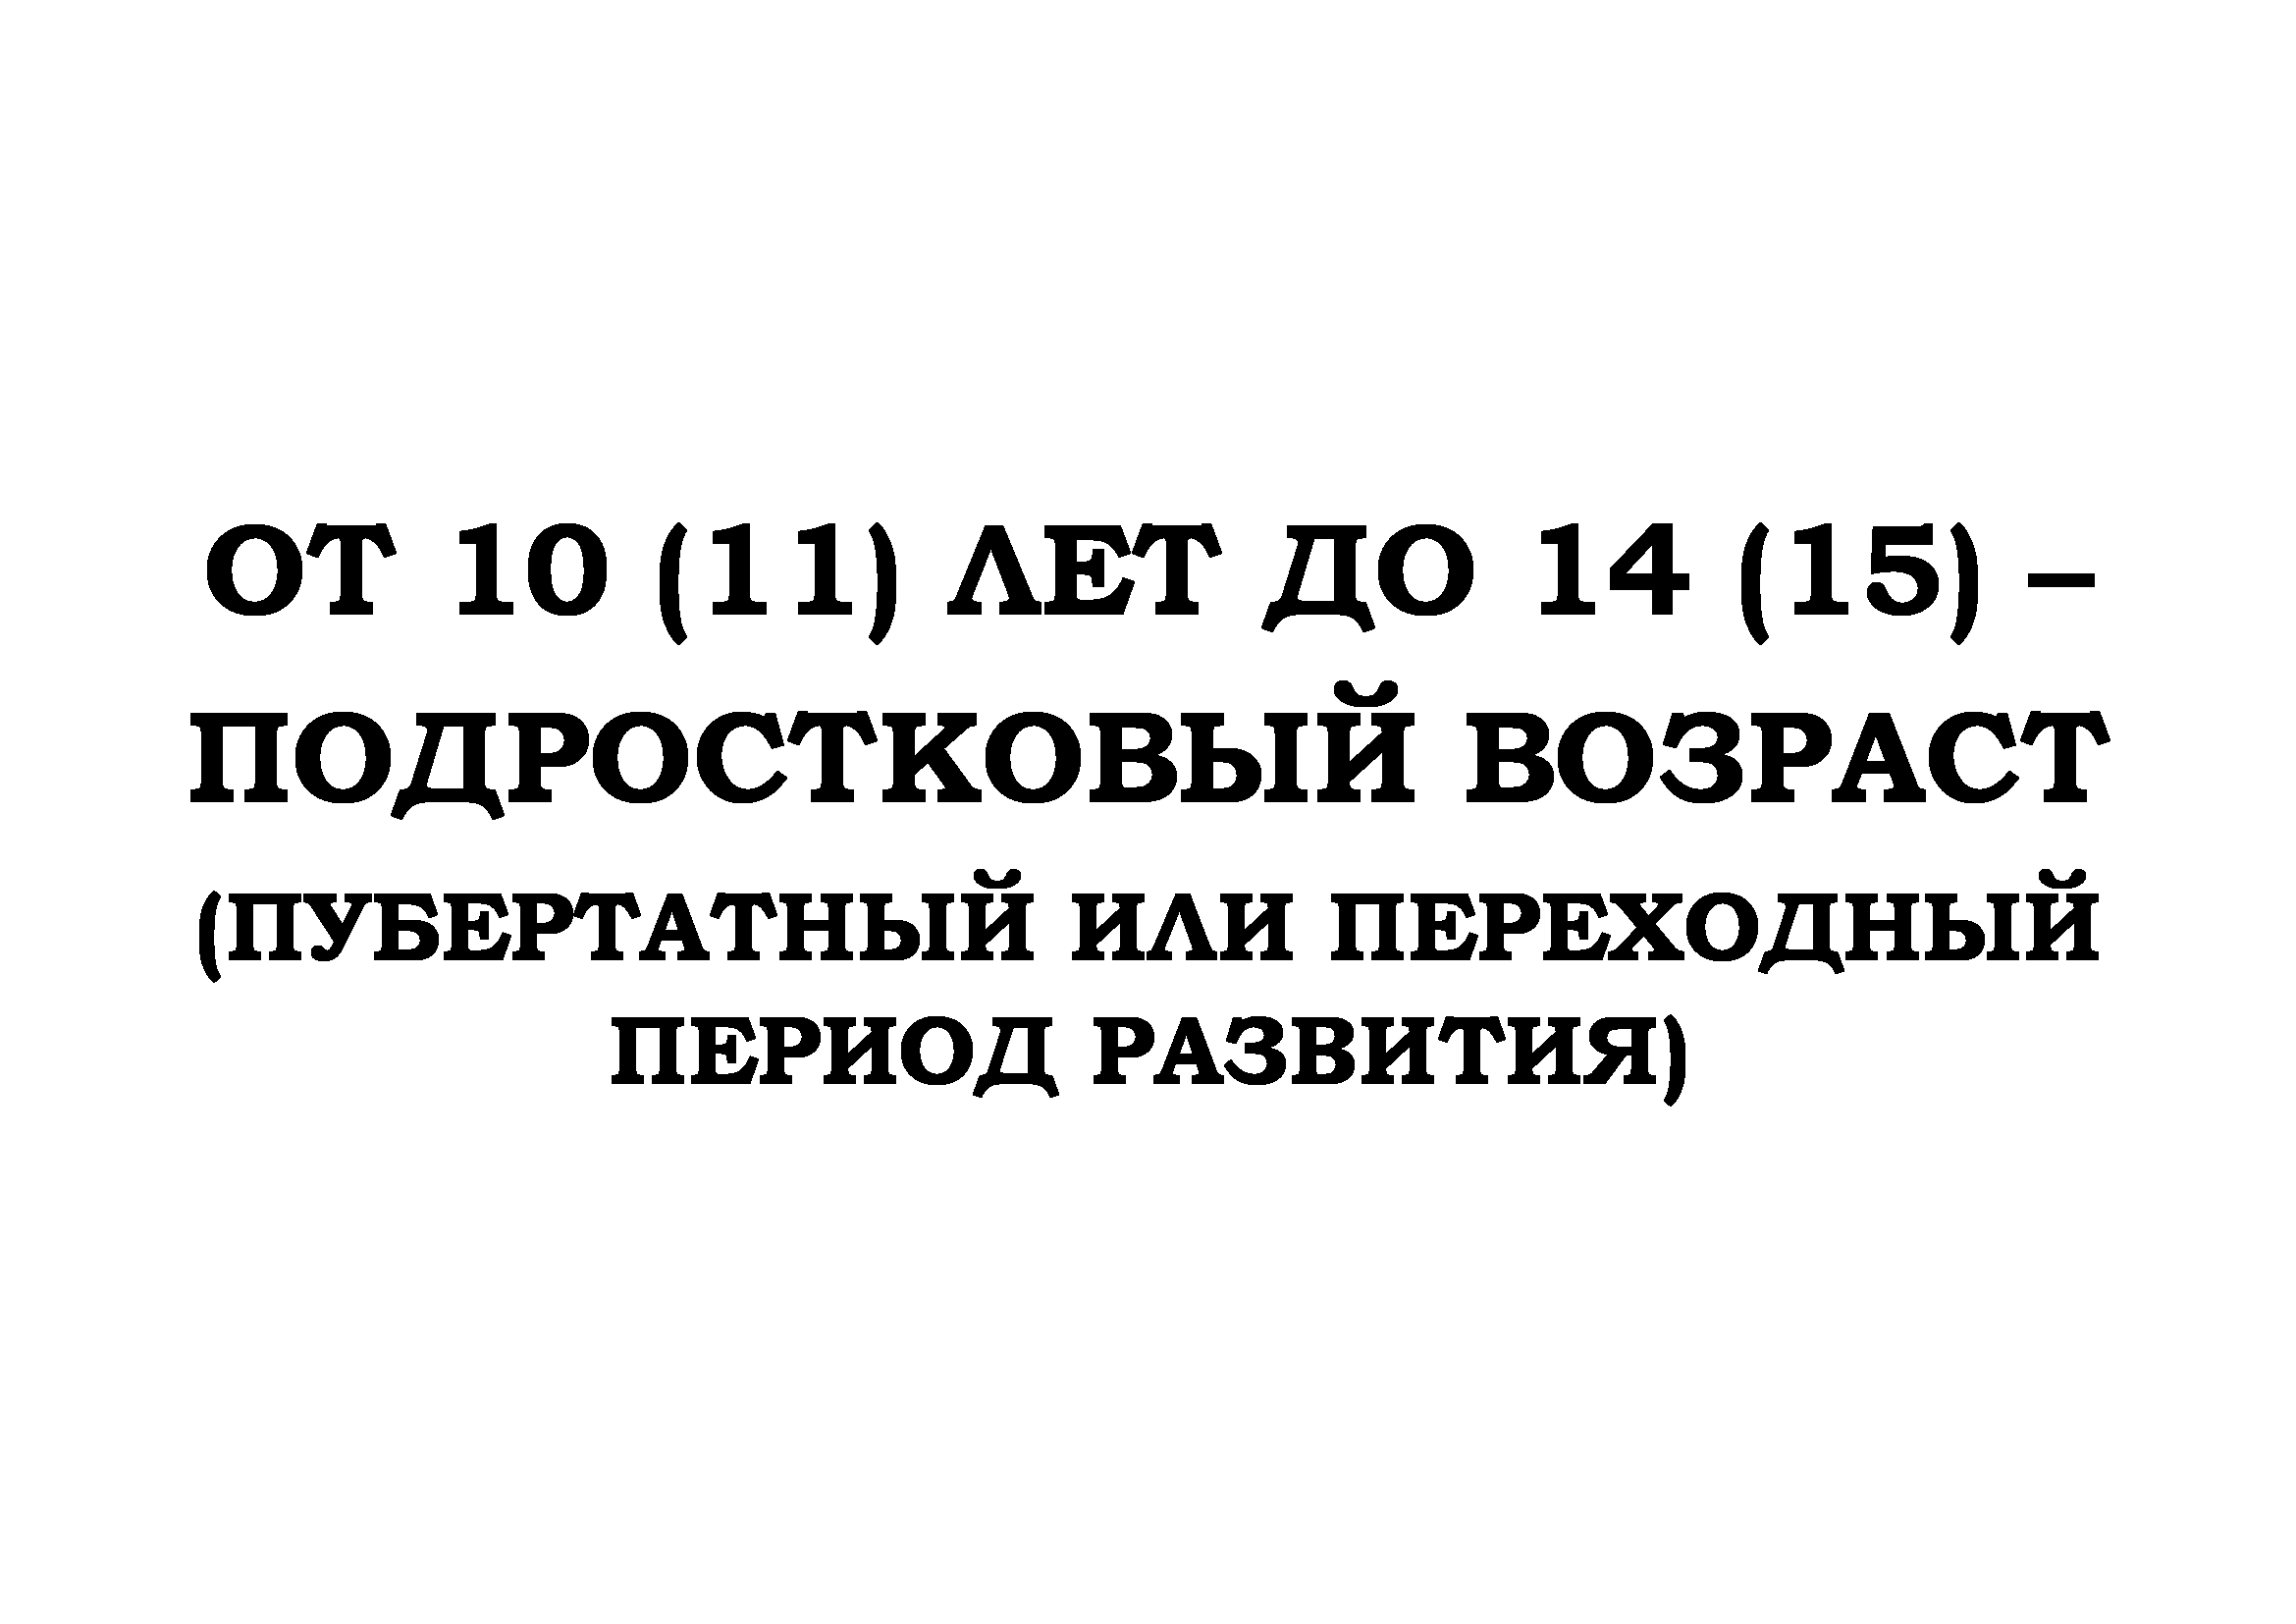 ОТ 10 (11) ЛЕТ ДО 14 (15) –
ПОДРОСТКОВЫЙ ВОЗРАСТ
(ПУБЕРТАТНЫЙ ИЛИ ПЕРЕХОДНЫЙ
ПЕРИОД РАЗВИТИЯ)